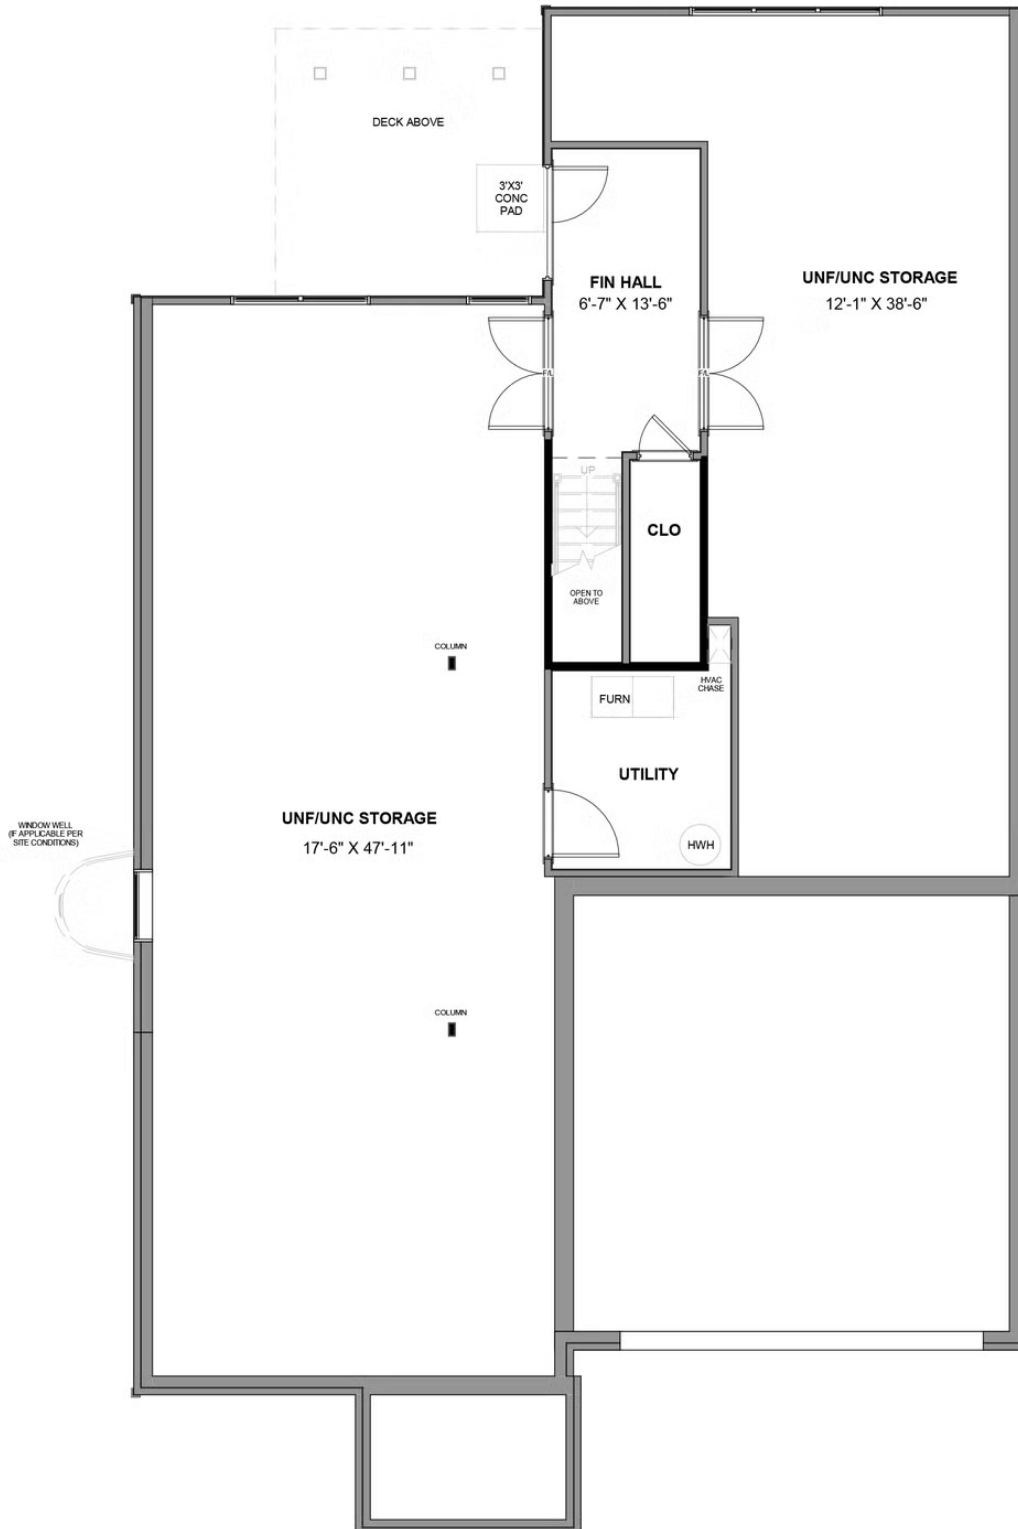 DECK ABOVE
3'X3'
CONC
PAD
FIN HALL
6'-7" X 13'-6"
UNF/UNC STORAGE
12'-1" X 38'-6"
F/L
F/L
UP
CLO
OPEN TO
ABOVE
COLUMN
HVAC
CHASE
FURN
UTILITY
UNF/UNC STORAGE
17'-6" X 47'-11"
WINDOW WELL
(IF APPLICABLE PER
SITE CONDITIONS)
HWH
COLUMN